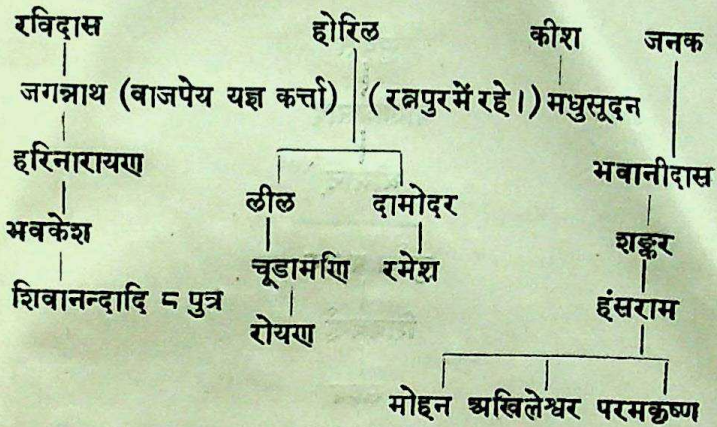 रविदास होरिल कीश जनक
जगन्नाथ (वाजपेय यज्ञ कर्त्ता) (रत्नपुरमें रहे।) मधुसूदन
हरिनारायण भवानीदास
लील दामोदर
भवकेश शङ्कर
चूडामणि रमेश
शिवानन्दादि ८ पुत्र हंसराम
रोयण
मोहन अखिलेश्वर परमकृष्ण